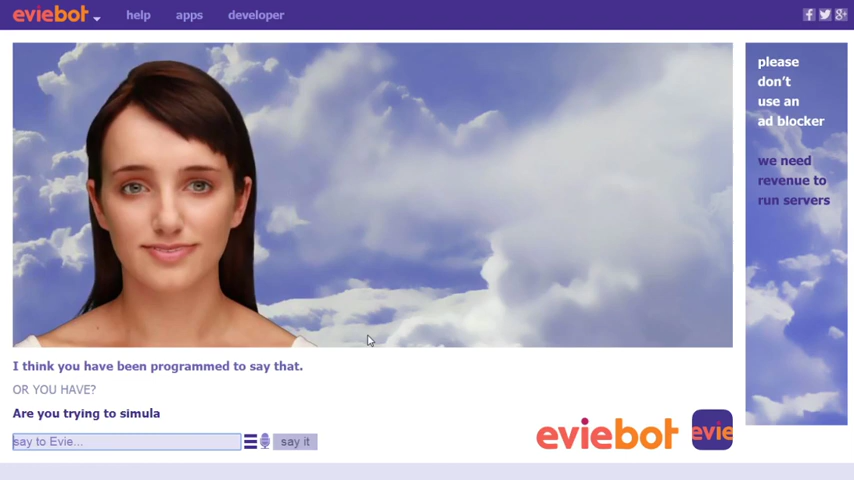 eviebot help apps developer
please
don't
use an
ad blocker
we need
revenue to
run servers
I think you have been programmed to say that.
OR YOU HAVE?
Are you trying to simula
say to Evie... say it
eviebot evie